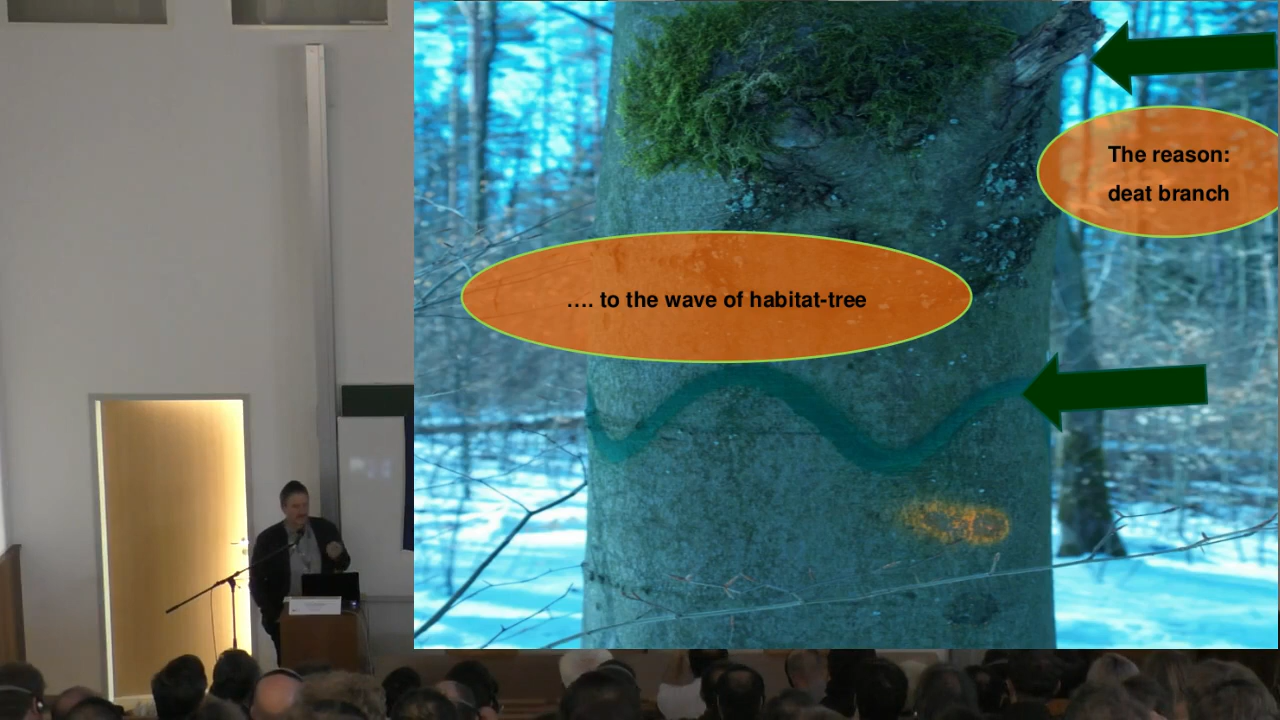 The reason:
deat branch
…. to the wave of habitat-tree